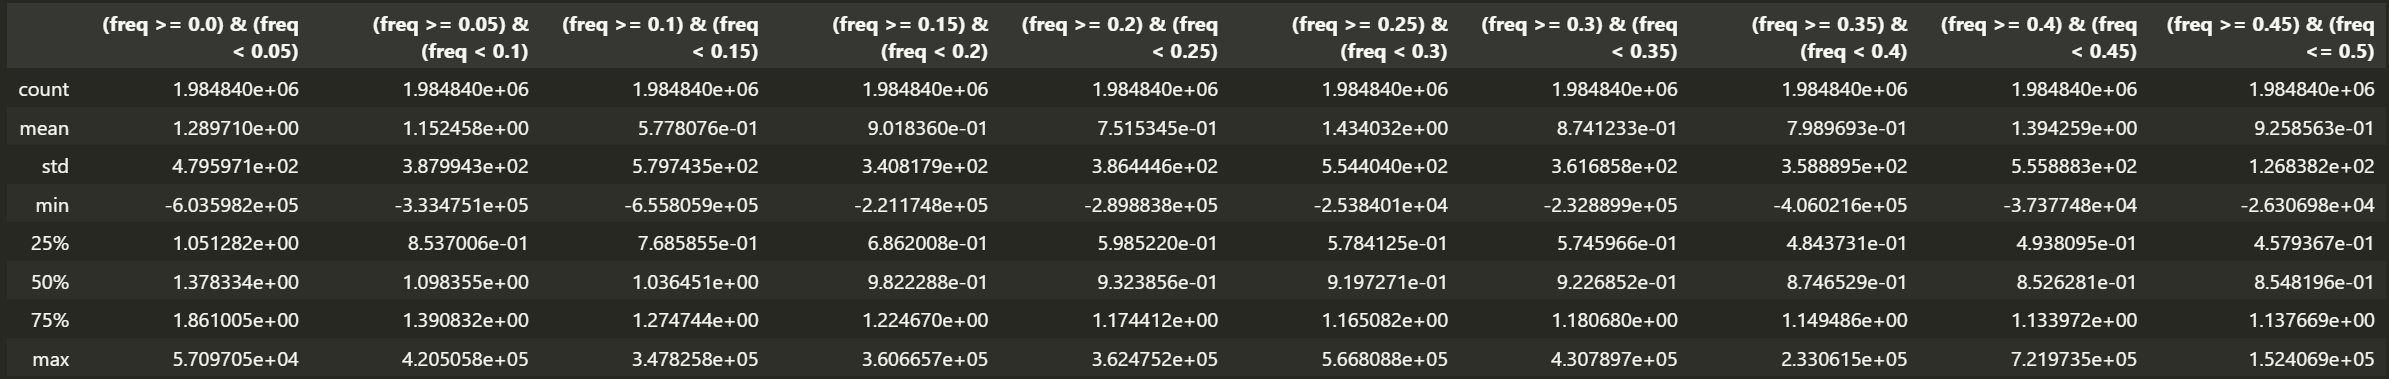 (freq >= 0.0) & (freq (freq >= 0.05) & (freq >= 0.1) & (freq (freq >= 0.15) & (freq >= 0.2) & (freq (freq >= 0.25) & (freq >= 0.3) & (freq (freq >= 0.35) & (freq >= 0.4) & (freq (freq >= 0.45) & (freq
< 0.05) (freq < 0.1) < 0.15) (freq < 0.2) < 0.25) (freq < 0.3) < 0.35) (freq < 0.4) < 0.45) <= 0.5)
count 1.984840e+06 1.984840e+06 1.984840e+06 1.984840e+06 1.984840e+06 1.984840e+06 1.984840e+06 1.984840e+06 1.984840e+06 1.984840e+06
mean 1.289710e+00 1.152458e+00 5.778076e-01 9.018360e-01 7.515345e-01 1.434032e+00 8.741233e-01 7.989693e-01 1.394259e+00 9.258563e-01
std 4.795971e+02 3.879943e+02 5.797435e+02 3.408179e+02 3.864446e+02 5.544040e+02 3.616858e+02 3.588895e+02 5.558883e+02 1.268382e+02
min -6.035982e+05 -3.334751e+05 -6.558059e+05 -2.211748e+05 -2.898838e+05 -2.538401e+04 -2.328899e+05 -4.060216e+05 -3.737748e+04 -2.630698e+04
25% 1.051282e+00 8.537006e-01 7.685855e-01 6.862008e-01 5.985220e-01 5.784125e-01 5.745966e-01 4.843731e-01 4.938095e-01 4.579367e-01
50% 1.378334e+00 1.098355e+00 1.036451e+00 9.822288e-01 9.323856e-01 9.197271e-01 9.226852e-01 8.746529e-01 8.526281e-01 8.548196e-01
75% 1.861005e+00 1.390832e+00 1.274744e+00 1.224670e+00 1.174412e+00 1.165082e+00 1.180680e+00 1.149486e+00 1.133972e+00 1.137669e+00
max 5.709705e+04 4.205058e+05 3.478258e+05 3.606657e+05 3.624752e+05 5.668088e+05 4.307897e+05 2.330615e+05 7.219735e+05 1.524069e+05